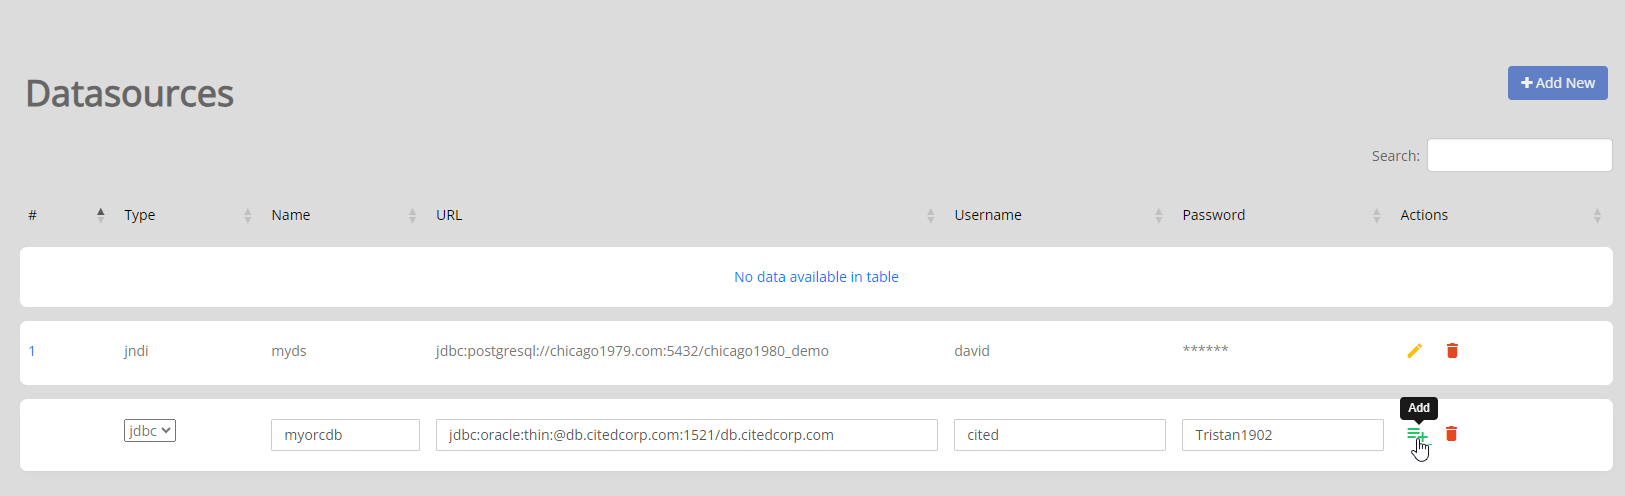 Datasources
Add New
Search:
# Type Name URL Username Password Actions
No data available in table
1 jndi myds jdbc:postgresql://chicago1979.com:5432/chicago1980_demo david ******
Add
jdbc myorcdb jdbc:oracle:thin:@db.citedcorp.com:1521/db.citedcorp.com cited Tristan1902